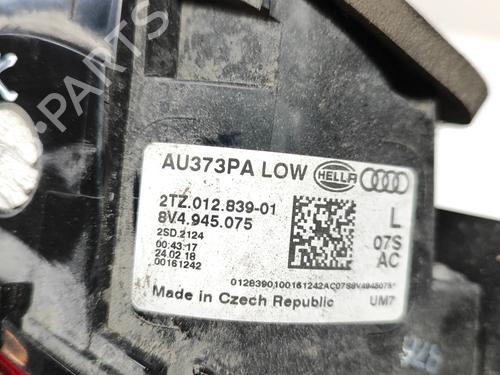 PARTS
AU373PA LOW HELLA
2TZ.012.839-01
8V4.945.075
L
2SD.2124
00:43.17
24.02.18
00161242
07S
AC
Made in Czech Republic
UM7